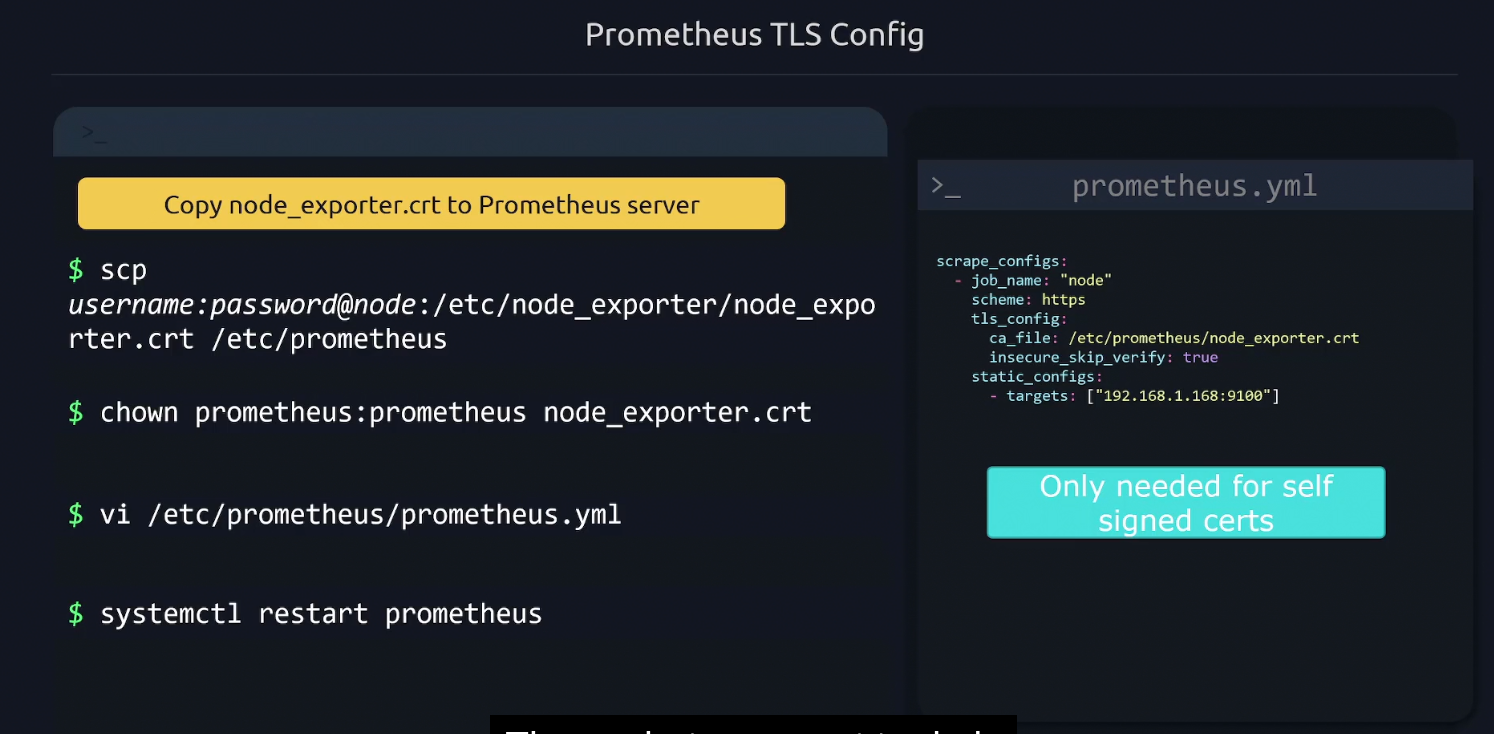 Prometheus TLS Config
>_
Copy node_exporter.crt to Prometheus server
$ scp
username:password@node:/etc/node_exporter/node_expo
rter.crt /etc/prometheus
$ chown prometheus:prometheus node_exporter.crt
$ vi /etc/prometheus/prometheus.yml
$ systemctl restart prometheus
>_ prometheus.yml
scrape_configs:
  - job_name: "node"
    scheme: https
    tls_config:
      ca_file: /etc/prometheus/node_exporter.crt
      insecure_skip_verify: true
    static_configs:
      - targets: ["192.168.1.168:9100"]
Only needed for self
signed certs